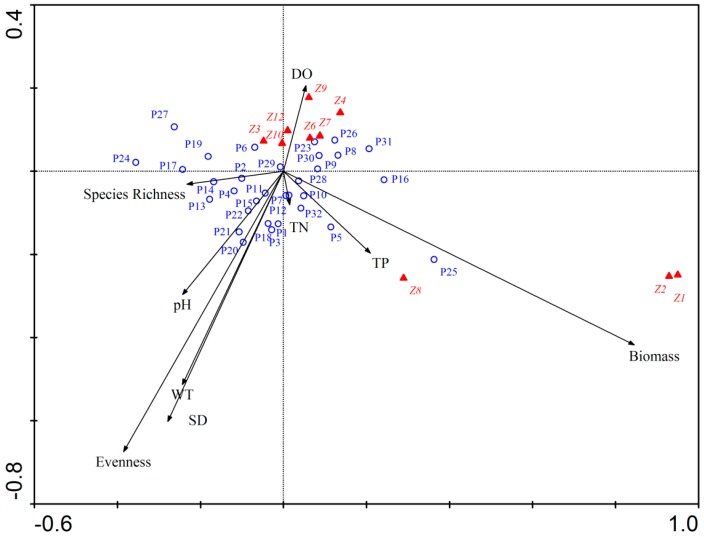 0.4
DO
Z9
Z4
P27
Z12
Z7
Z3
Z10
Z6
P26
P23
P31
P6
P19
P30
P8
P24
P17
P29
P9
P2
P16
Species Richness
P14
P28
P4
P11
P7
P10
P13
P15
P22
P12
P32
TN
P21
P18
P1
P5
P3
P20
TP
P25
Z8
Z2
Z1
pH
Biomass
WT
SD
Evenness
-0.8
-0.6
1.0